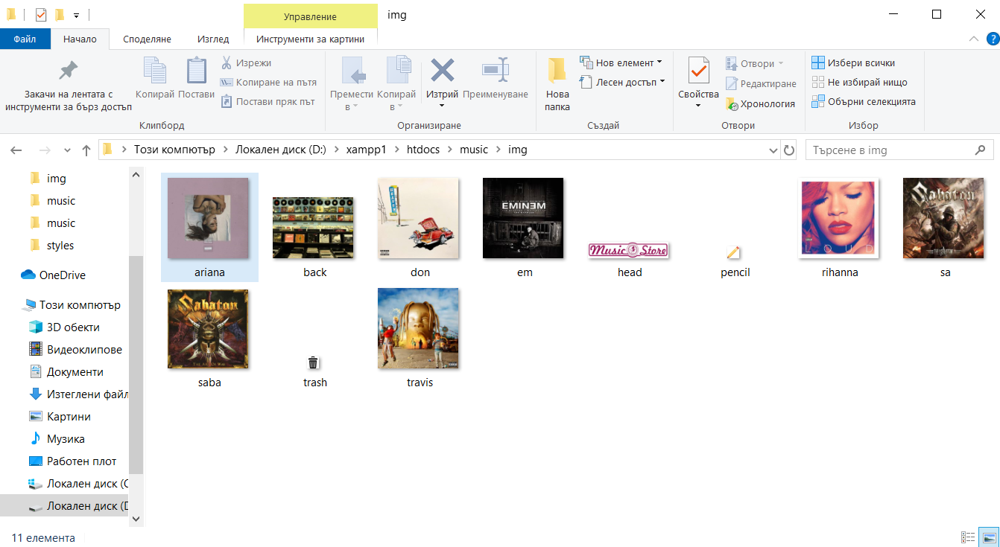 Управление
img
Файл
Начало
Споделяне
Изглед
Инструменти за картини
Закачи на лентата с
инструменти за бърз достъп
Копирай
Постави
Изрежи
Копиране на пътя
Постави пряк път
Клипборд
Премести
в
Копирай
в
Изтрий
Преименуване
Организиране
Нова
папка
Нов елемент
Лесен достъп
Създай
Свойства
Отвори
Редактиране
Хронология
Отвори
Избери всички
Не избирай нищо
Обърни селекцията
Избор
Този компютър
Локален диск (D:)
xampp1
htdocs
music
img
Търсене в img
img
music
music
styles
OneDrive
Този компютър
3D обекти
Видеоклипове
Документи
Изтеглени файл
Картини
Музика
Работен плот
Локален диск (C
Локален диск (D
EMINƎM
Music Store
Sabaton
LOUD
ariana
back
don
em
head
pencil
rihanna
sa
Sabaton
saba
trash
travis
11 елемента